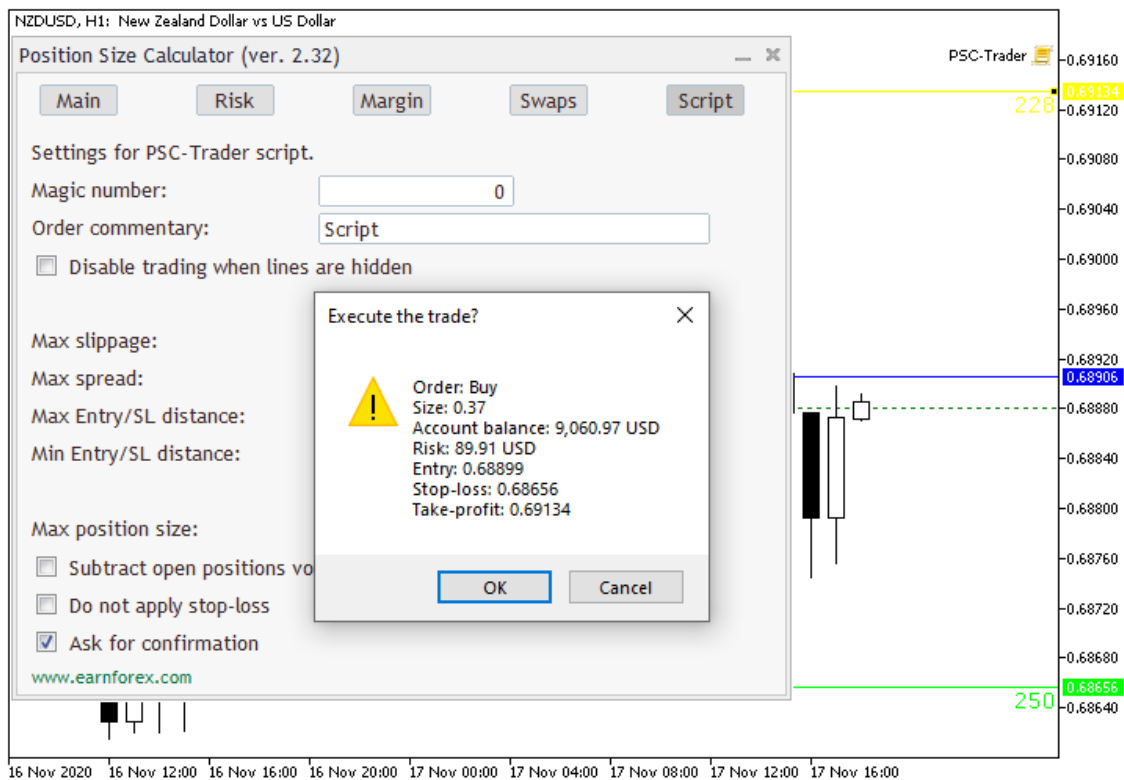 NZDUSD, H1: New Zealand Dollar vs US Dollar
Position Size Calculator (ver. 2.32)
PSC-Trader
Main Risk Margin Swaps Script
Settings for PSC-Trader script.
Magic number: 0
Order commentary: Script
Disable trading when lines are hidden
Max slippage:
Max spread:
Max Entry/SL distance:
Min Entry/SL distance:
Max position size:
Subtract open positions vo
Do not apply stop-loss
Ask for confirmation
www.earnforex.com
Execute the trade?
Order: Buy
Size: 0.37
Account balance: 9,060.97 USD
Risk: 89.91 USD
Entry: 0.68899
Stop-loss: 0.68656
Take-profit: 0.69134
OK Cancel
0.69160
0.69134
228
0.69120
0.69080
0.69040
0.69000
0.68960
0.68920
0.68906
0.68880
0.68840
0.68800
0.68760
0.68720
0.68680
0.68656
250
0.68640
16 Nov 2020 16 Nov 12:00 16 Nov 16:00 16 Nov 20:00 17 Nov 00:00 17 Nov 04:00 17 Nov 08:00 17 Nov 12:00 17 Nov 16:00